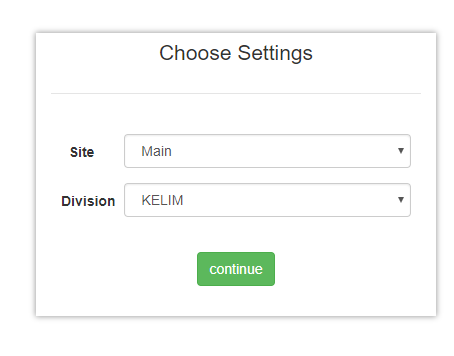 Choose Settings
Site Main
Division KELIM
continue